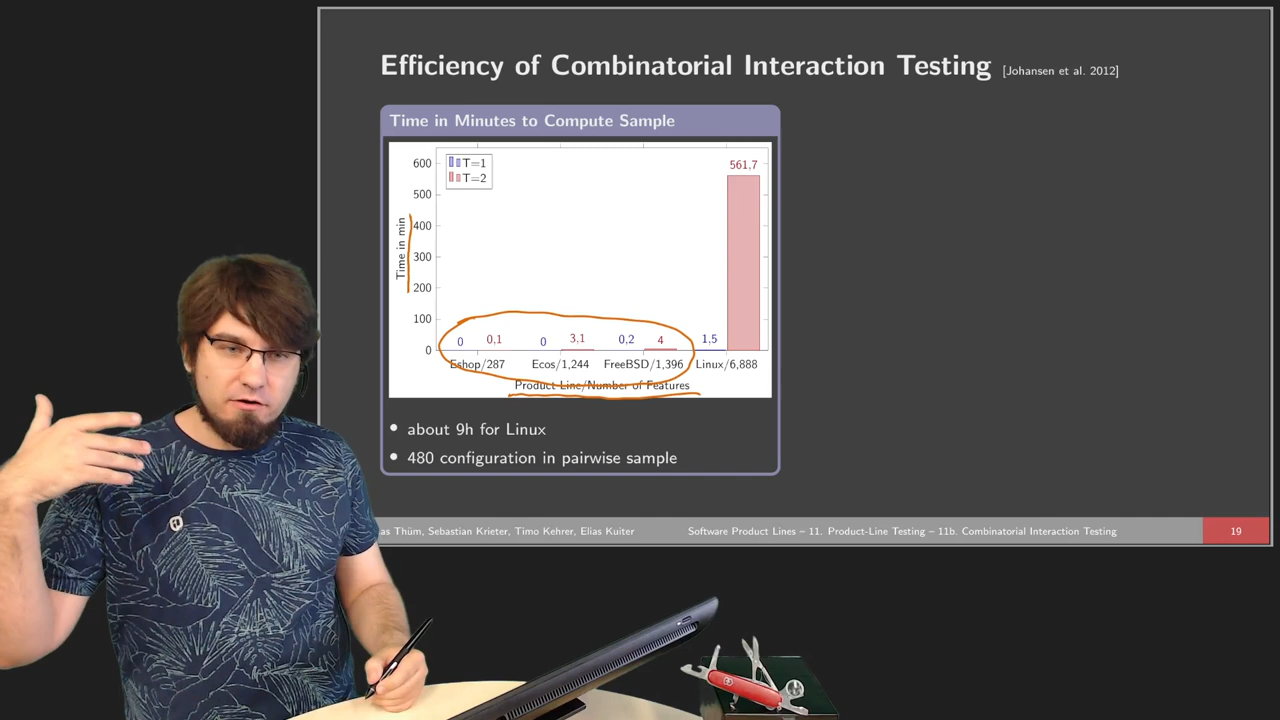 Efficiency of Combinatorial Interaction Testing [Johansen et al. 2012]
Time in Minutes to Compute Sample
T=1
T=2
600
500
400
300
200
100
0
Time in min
561,7
0 0,1 0 3,1 0,2 4 1,5
Eshop/287 Ecos/1,244 FreeBSD/1,396 Linux/6,888
Product Line/Number of Features
• about 9h for Linux
• 480 configuration in pairwise sample
as Thüm, Sebastian Krieter, Timo Kehrer, Elias Kuiter Software Product Lines – 11. Product-Line Testing – 11b. Combinatorial Interaction Testing 19